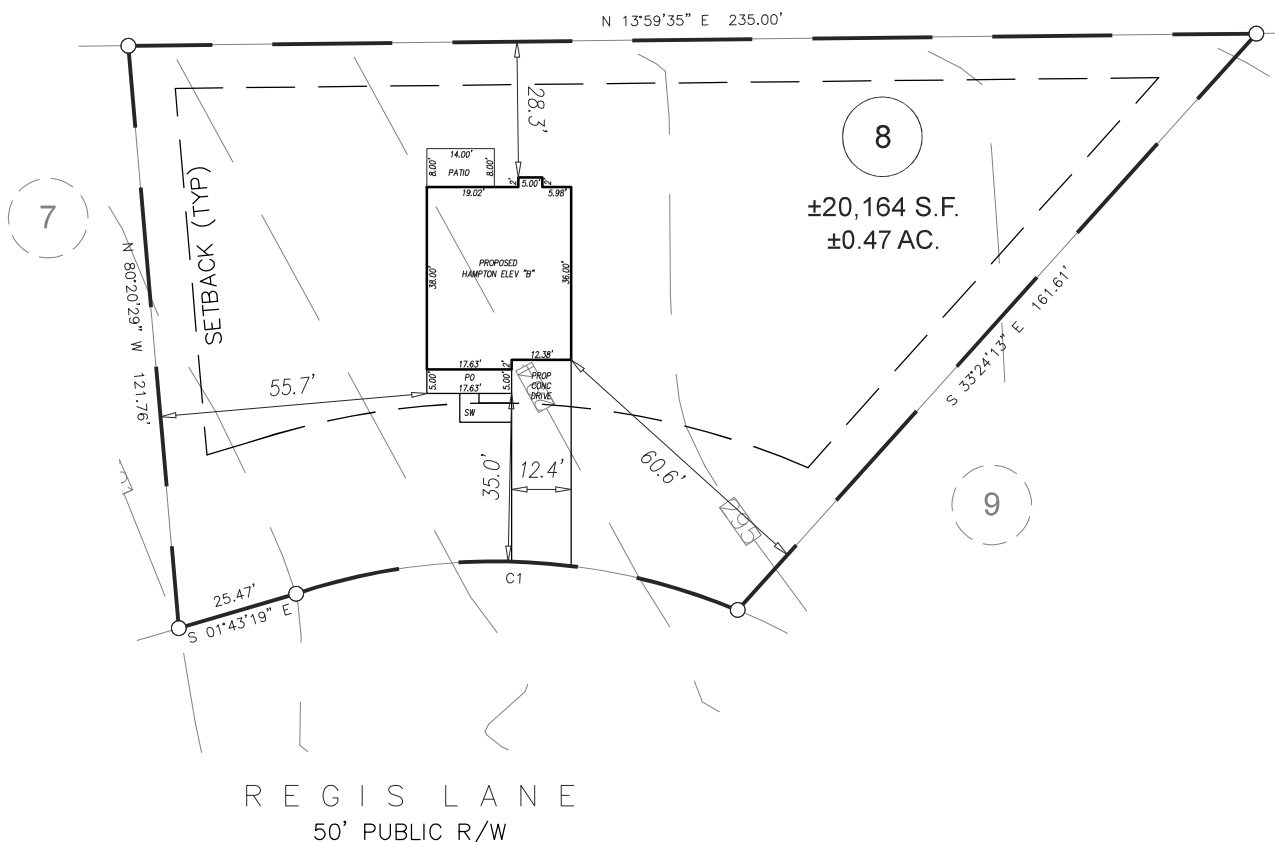 N 13°59'35" E 235.00'
28.3'
8
±20,164 S.F.
±0.47 AC.
7
SETBACK (TYP)
N 80°20'29" W 121.76'
14.00'
8.00'
8.00'
PATIO
19.02'
2'
5.00'
2'
5.98'
PROPOSED
HAMPTON ELEV "B"
38.00'
36.00'
17.63'
2'
12.38'
5.00'
PO
5.00'
17.63'
SW
PROP
CONC
DRIVE
55.7'
35.0'
12.4'
60.6'
S 33°24'13" E 161.61'
9
795
25.47'
S 01°43'19" E
C1
REGIS LANE
50' PUBLIC R/W